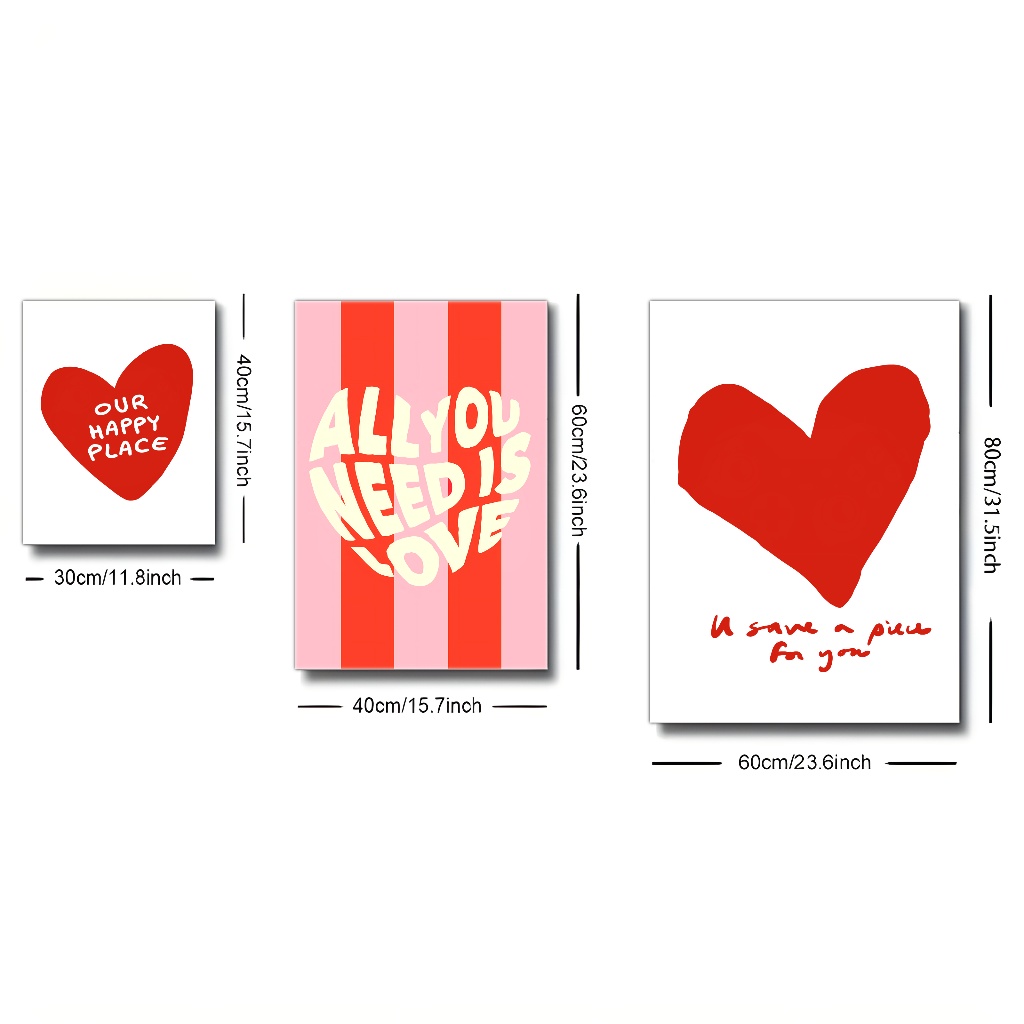 OUR
HAPPY
PLACE
40cm/15.7inch
30cm/11.8inch
ALL YOU
NEED IS
LOVE
60cm/23.6inch
40cm/15.7inch
save a piece
for you
80cm/31.5inch
60cm/23.6inch